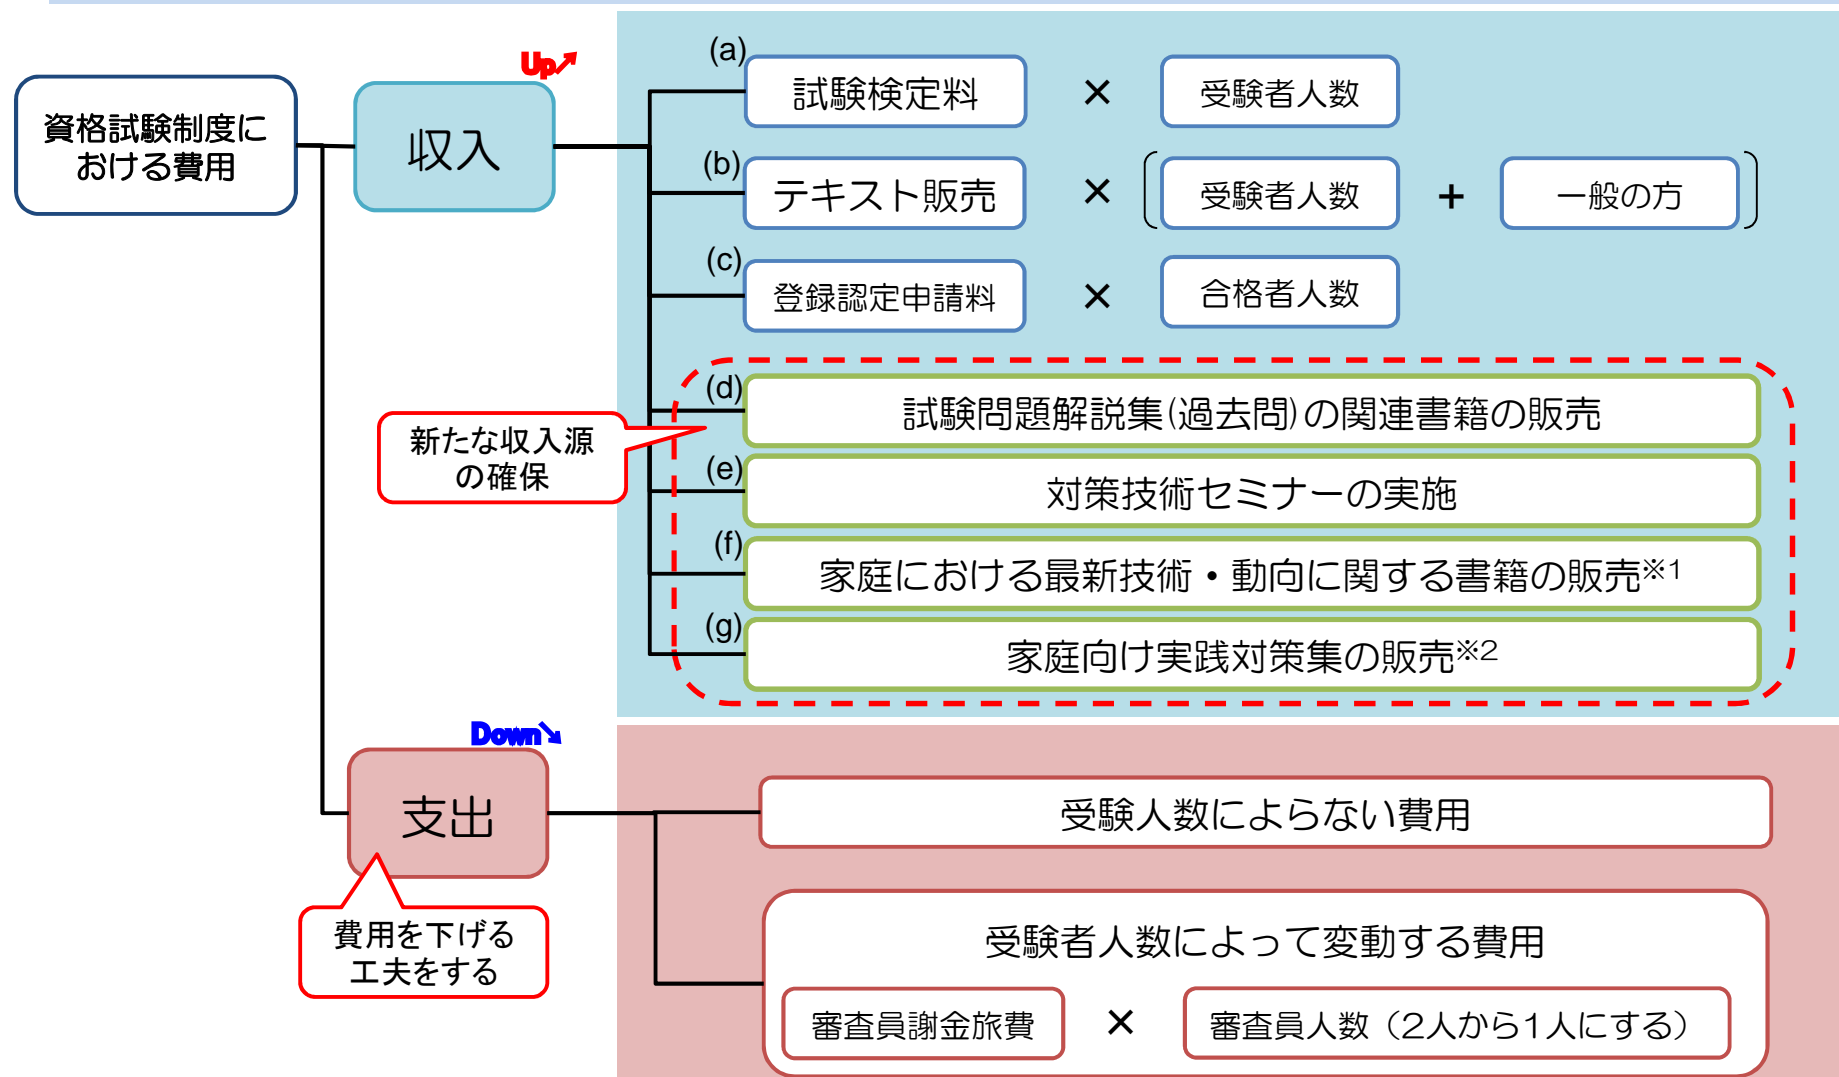 資格試験制度に
おける費用
Up↗
収入
(a)
試験検定料 × 受験者人数
(b)
テキスト販売 × 受験者人数 + 一般の方
(c)
登録認定申請料 × 合格者人数
新たな収入源
の確保
(d)
試験問題解説集(過去問)の関連書籍の販売
(e)
対策技術セミナーの実施
(f)
家庭における最新技術・動向に関する書籍の販売※1
(g)
家庭向け実践対策集の販売※2
Down↘
支出
費用を下げる
工夫をする
受験人数によらない費用
受験者人数によって変動する費用
審査員謝金旅費 × 審査員人数（2人から1人にする）